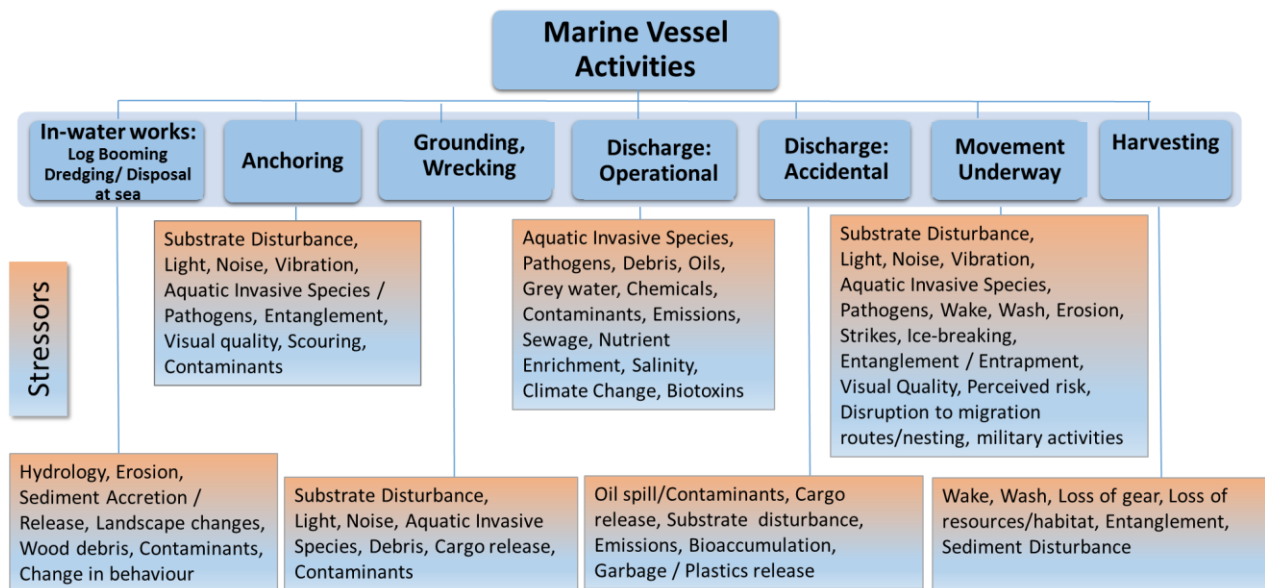 Marine Vessel
Activities
In-water works:
Log Booming
Dredging/ Disposal
at sea
Anchoring
Grounding,
Wrecking
Discharge:
Operational
Discharge:
Accidental
Movement
Underway
Harvesting
Stressors
Substrate Disturbance,
Light, Noise, Vibration,
Aquatic Invasive Species /
Pathogens, Entanglement,
Visual quality, Scouring,
Contaminants
Aquatic Invasive Species,
Pathogens, Debris, Oils,
Grey water, Chemicals,
Contaminants, Emissions,
Sewage, Nutrient
Enrichment, Salinity,
Climate Change, Biotoxins
Substrate Disturbance,
Light, Noise, Vibration,
Aquatic Invasive Species,
Pathogens, Wake, Wash, Erosion,
Strikes, Ice-breaking,
Entanglement / Entrapment,
Visual Quality, Perceived risk,
Disruption to migration
routes/nesting, military activities
Hydrology, Erosion,
Sediment Accretion /
Release, Landscape changes,
Wood debris, Contaminants,
Change in behaviour
Substrate Disturbance,
Light, Noise, Aquatic Invasive
Species, Debris, Cargo release,
Contaminants
Oil spill/Contaminants, Cargo
release, Substrate disturbance,
Emissions, Bioaccumulation,
Garbage / Plastics release
Wake, Wash, Loss of gear, Loss of
resources/habitat, Entanglement,
Sediment Disturbance